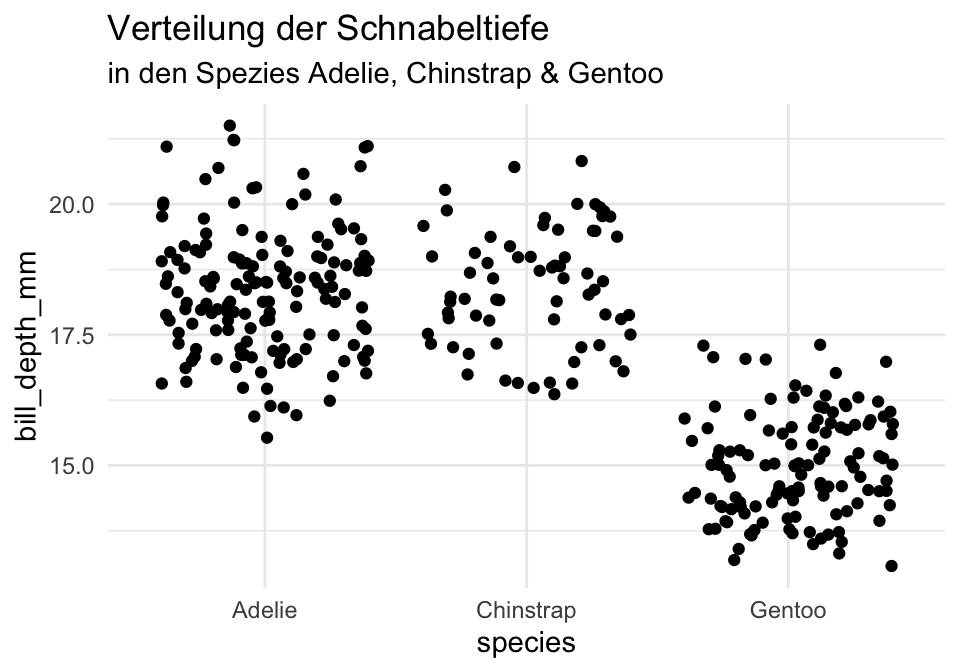 Verteilung der Schnabeltiefe
in den Spezies Adelie, Chinstrap & Gentoo
bill_depth_mm
20.0
17.5
15.0
Adelie Chinstrap Gentoo
species